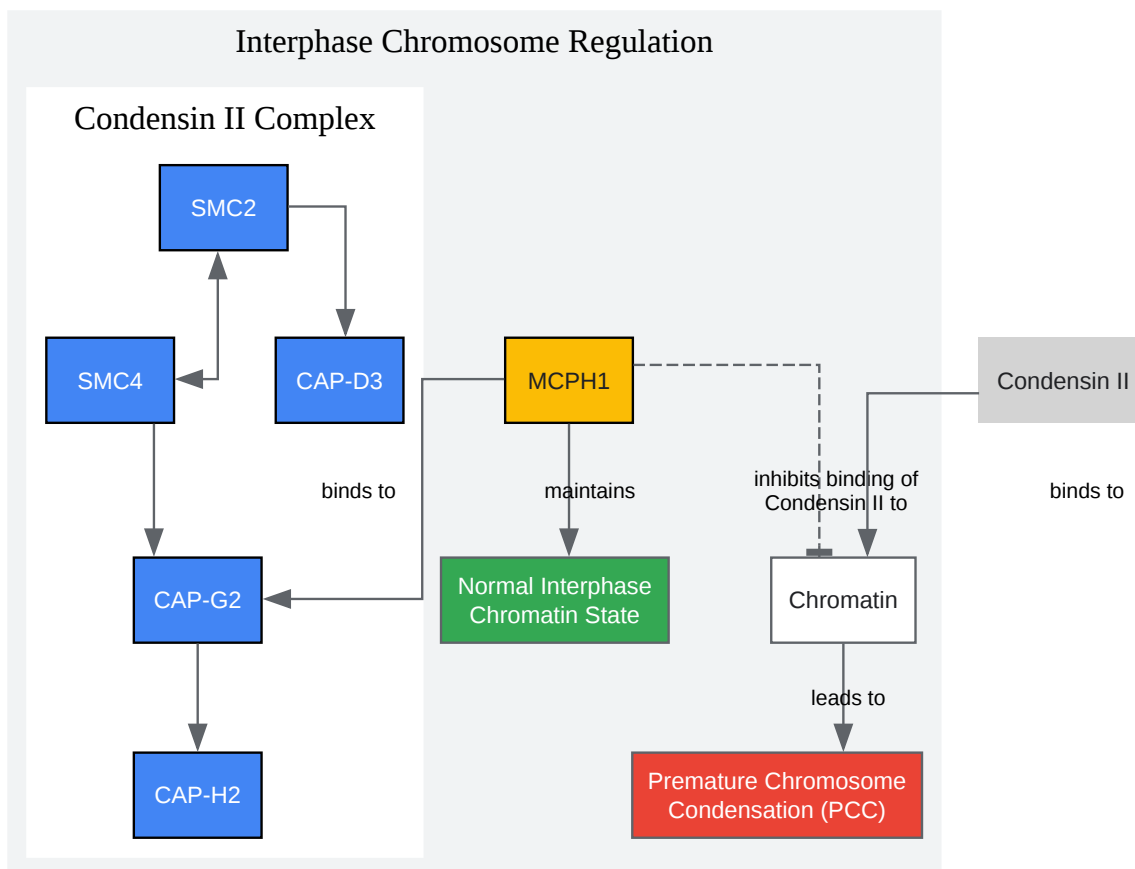 Interphase Chromosome Regulation
Condensin II Complex
SMC2
SMC4
CAP-D3
MCPH1
Condensin II
binds to
maintains
inhibits binding of
Condensin II to
binds to
CAP-G2
Normal Interphase
Chromatin State
Chromatin
leads to
CAP-H2
Premature Chromosome
Condensation (PCC)